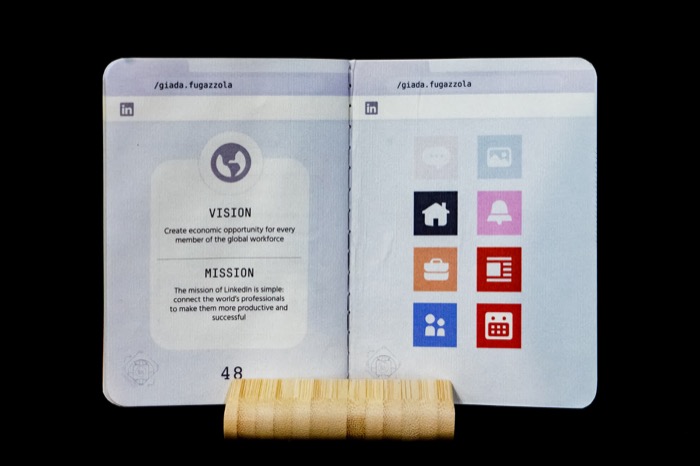 /giada.fugazzola
in
VISION
Create economic opportunity for every
member of the global workforce
MISSION
The mission of LinkedIn is simple:
connect the world's professionals
to make them more productive and
successful
48
/giada.fugazzola
in